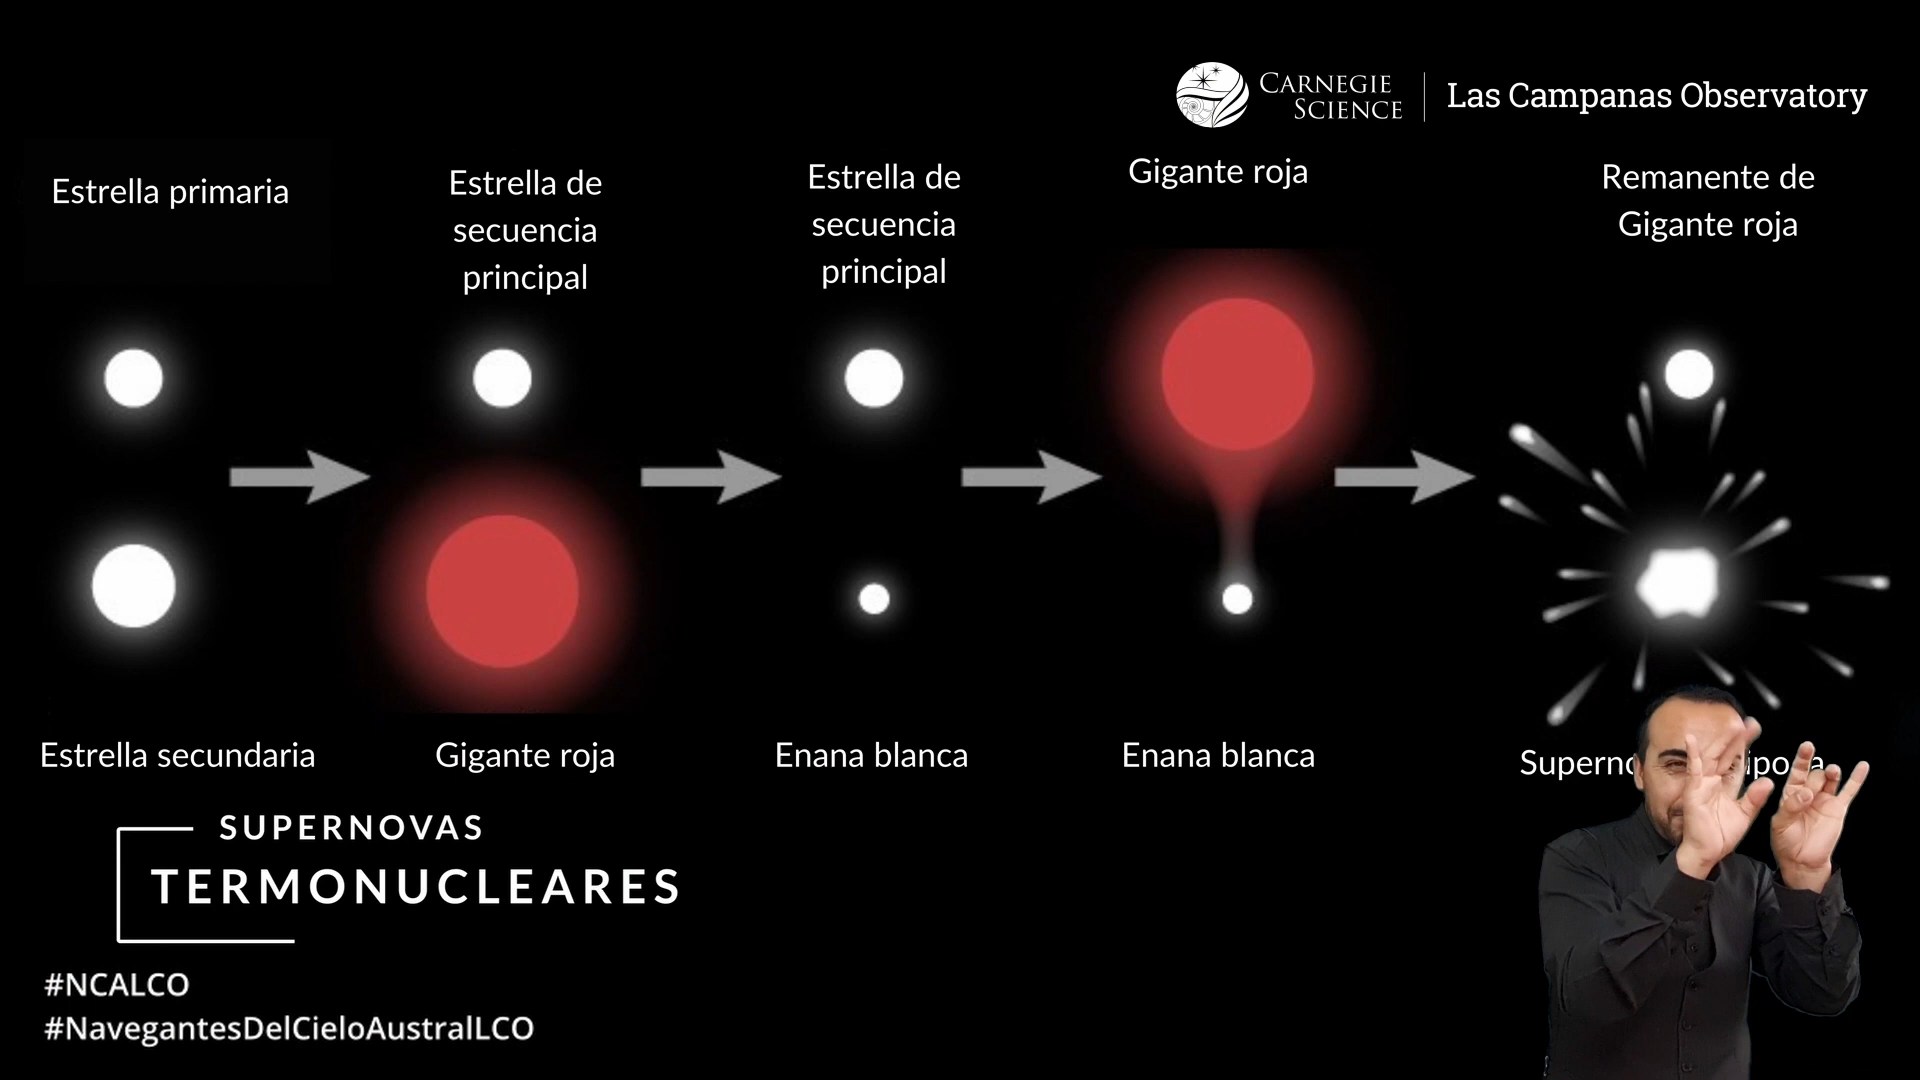 CARNEGIE
SCIENCE
Las Campanas Observatory
Estrella primaria
Estrella de
secuencia
principal
Estrella de
secuencia
principal
Gigante roja
Remanente de
Gigante roja
Estrella secundaria
Gigante roja
Enana blanca
Enana blanca
SUPERNOVAS
TERMONUCLEARES
#NCALCO
#NavegantesDelCieloAustralLCO